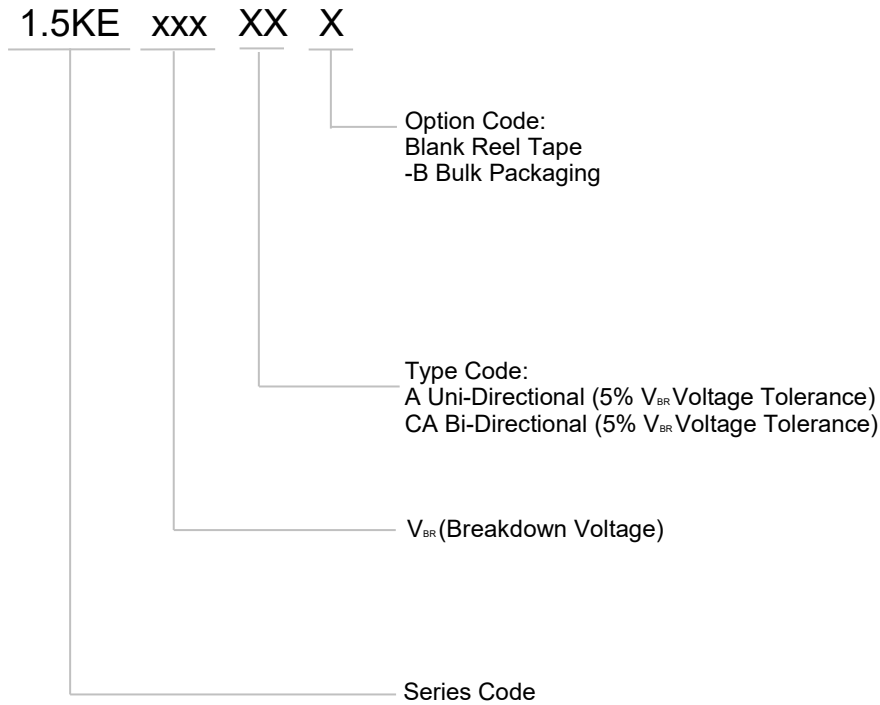 1.5KE xxx XX X
Option Code:
Blank Reel Tape
-B Bulk Packaging
Type Code:
A Uni-Directional (5% VBR Voltage Tolerance)
CA Bi-Directional (5% VBR Voltage Tolerance)
VBR (Breakdown Voltage)
Series Code